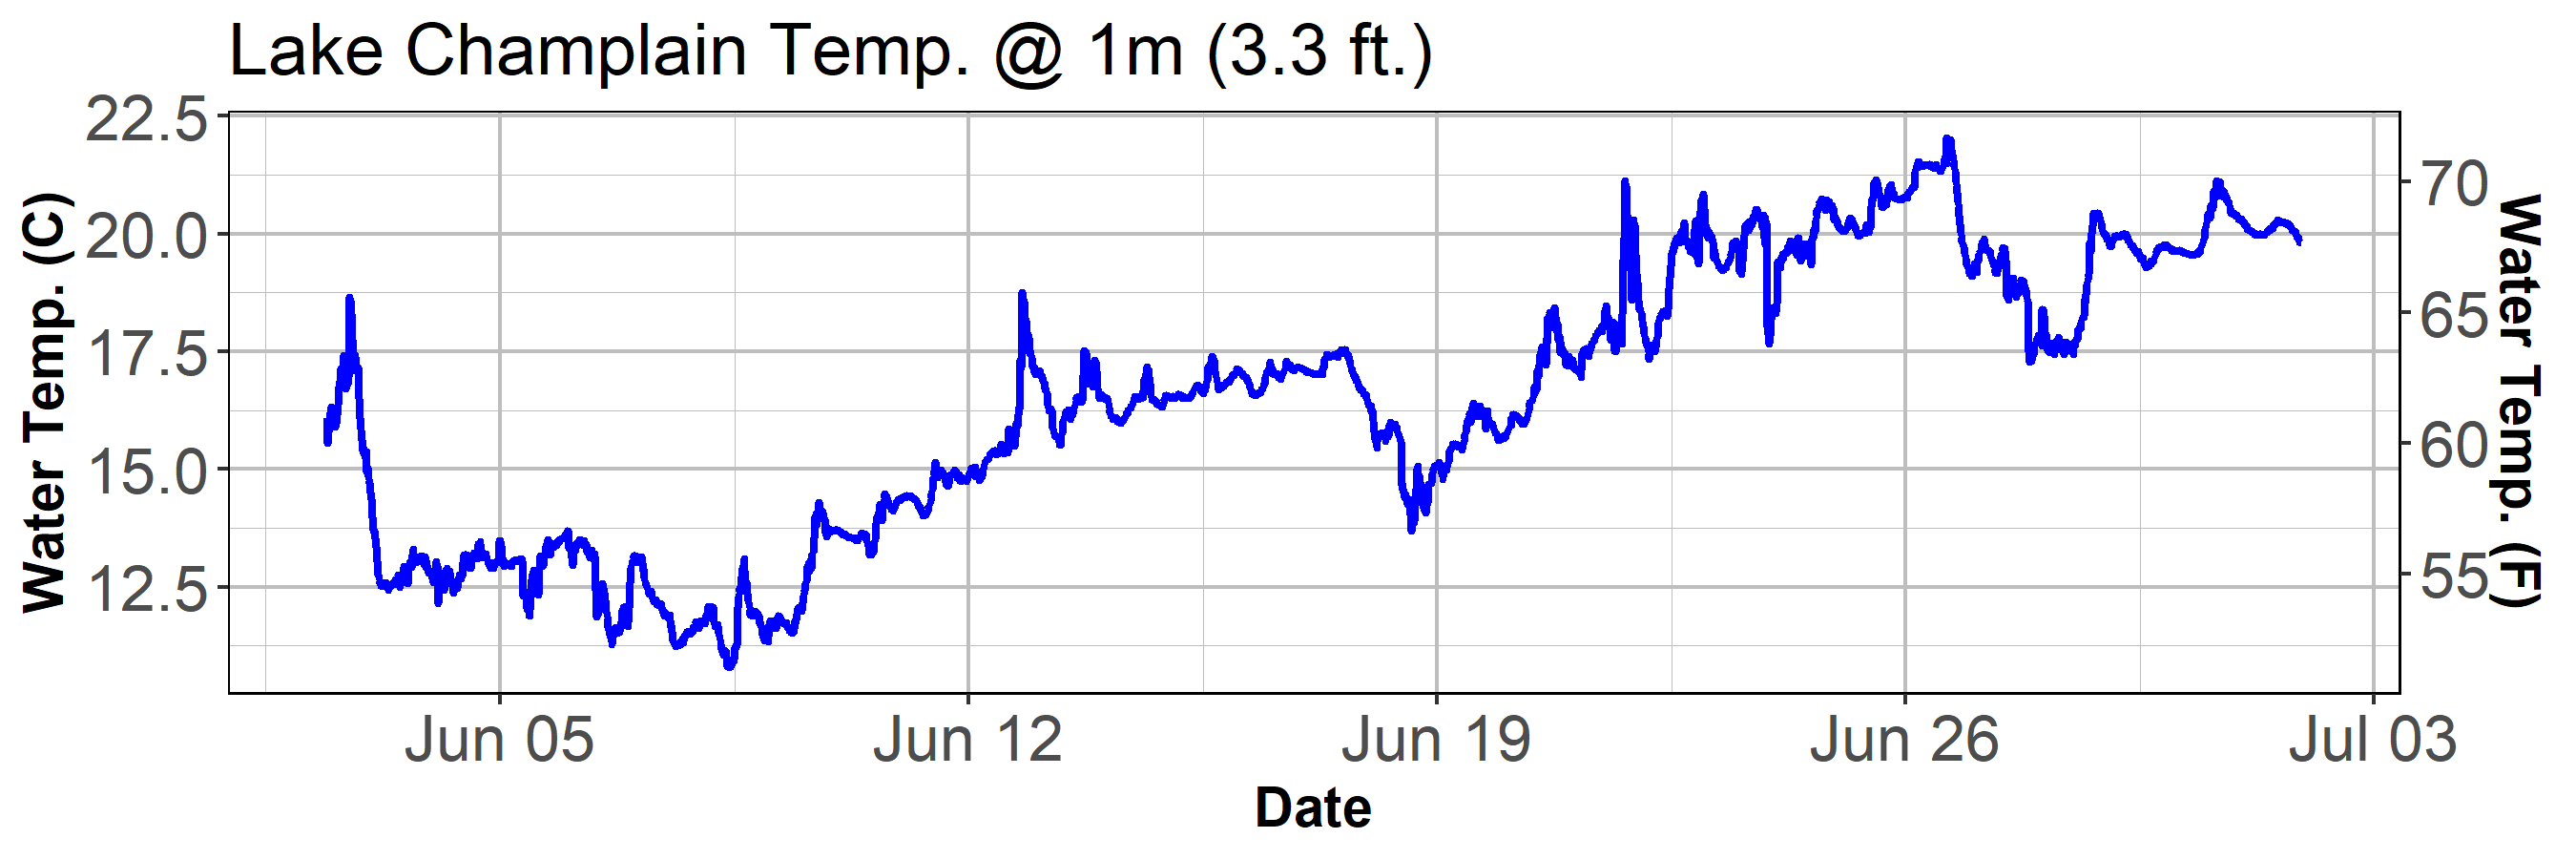 Lake Champlain Temp. @ 1m (3.3 ft.)
Water Temp. (C)
22.5
20.0
17.5
15.0
12.5
70
65
60
55
Water Temp. (F)
Jun 05 Jun 12 Jun 19 Jun 26 Jul 03
Date